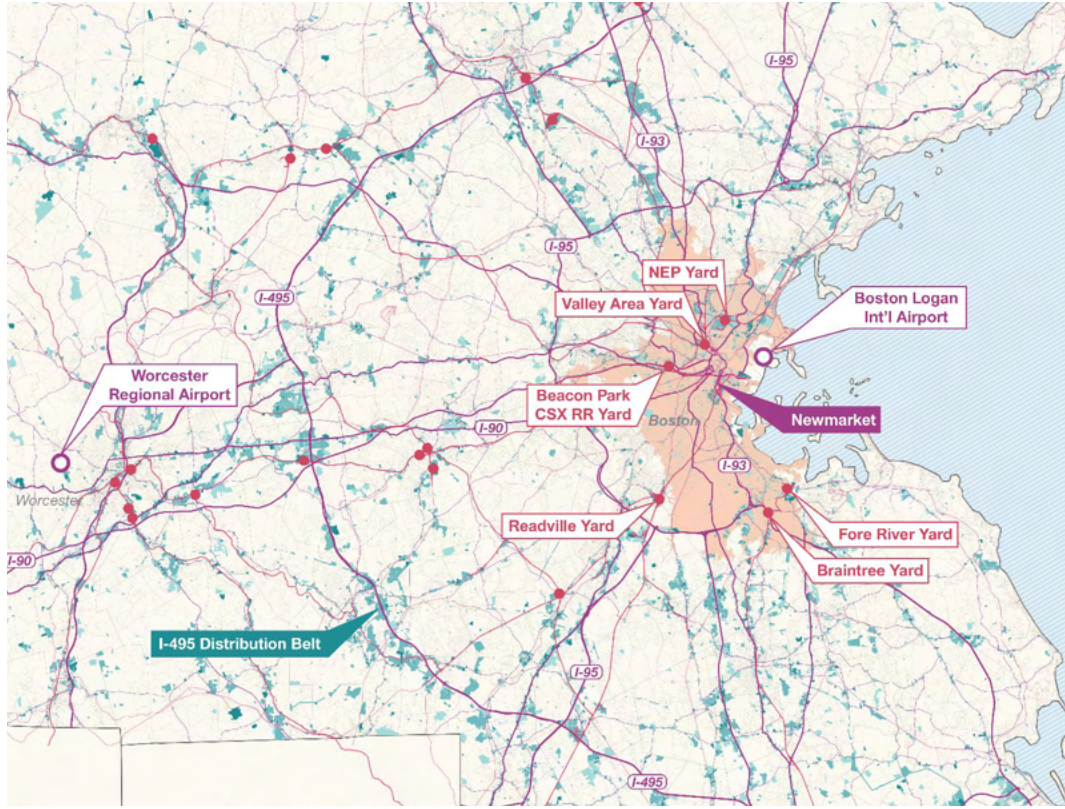 I-95
I-93
I-95
NEP Yard
Valley Area Yard
I-495
Boston Logan
Int'l Airport
Worcester
Regional Airport
Beacon Park
CSX RR Yard
Boston
Newmarket
I-90
I-93
Worcester
Readville Yard
Fore River Yard
I-90
Braintree Yard
I-495 Distribution Belt
I-95
I-495